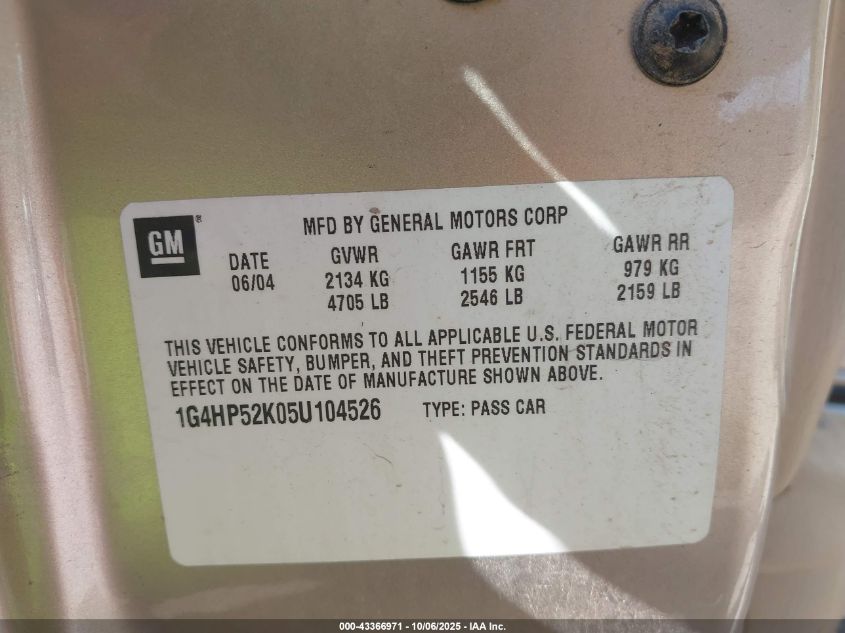 GM®
MFD BY GENERAL MOTORS CORP
DATE GVWR GAWR FRT GAWR RR
06/04 2134 KG 1155 KG 979 KG
4705 LB 2546 LB 2159 LB
THIS VEHICLE CONFORMS TO ALL APPLICABLE U.S. FEDERAL MOTOR
VEHICLE SAFETY, BUMPER, AND THEFT PREVENTION STANDARDS IN
EFFECT ON THE DATE OF MANUFACTURE SHOWN ABOVE.
1G4HP52K05U104526 TYPE: PASS CAR
000-43366971 - 10/06/2025 - IAA Inc.